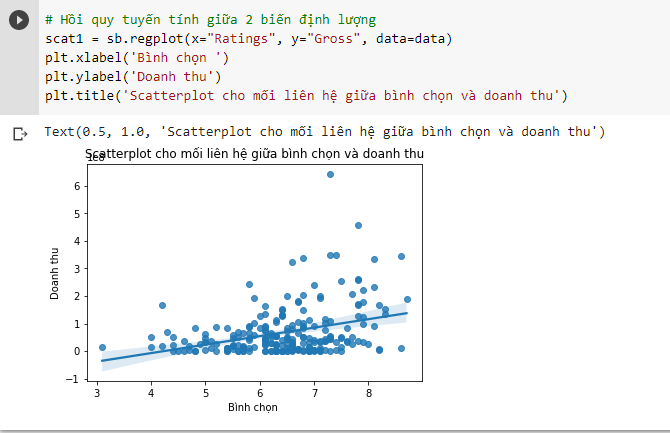 # Hồi quy tuyến tính giữa 2 biến định lượng
scat1 = sb.regplot(x="Ratings", y="Gross", data=data)
plt.xlabel('Bình chọn ')
plt.ylabel('Doanh thu')
plt.title('Scatterplot cho mối liên hệ giữa bình chọn và doanh thu')
Text(0.5, 1.0, 'Scatterplot cho mối liên hệ giữa bình chọn và doanh thu')
Scatterplot cho mối liên hệ giữa bình chọn và doanh thu
1e8
6
5
4
3
2
1
0
−1
Doanh thu
3 4 5 6 7 8
Bình chọn